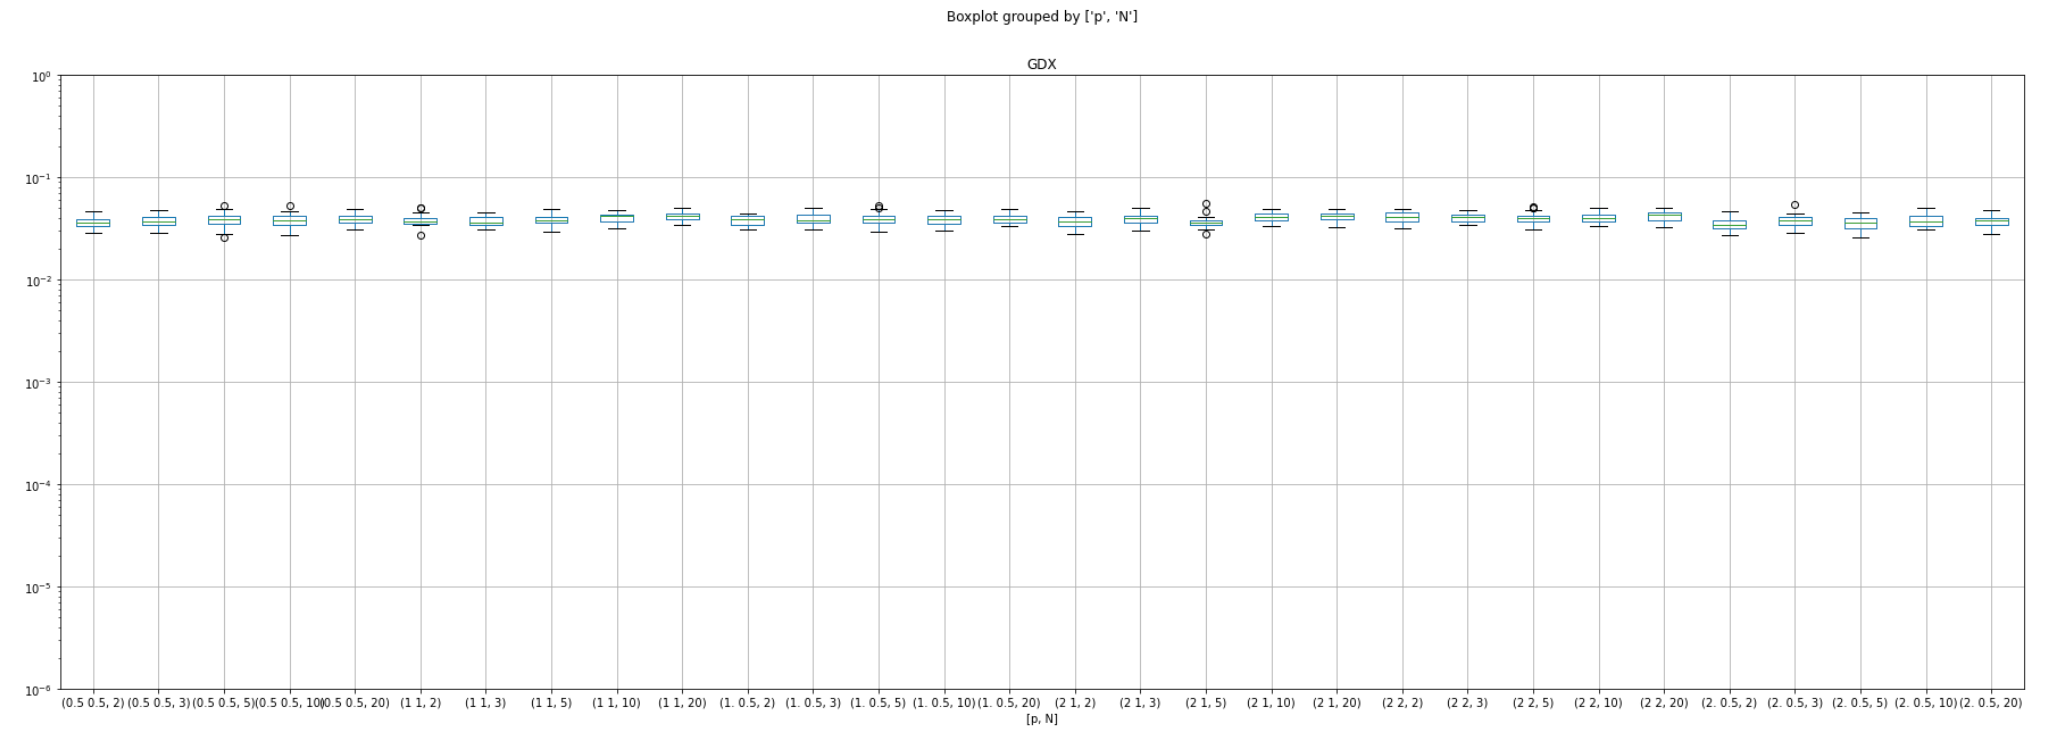 Boxplot grouped by ['p', 'N']
GDX
10⁰
10⁻¹
10⁻²
10⁻³
10⁻⁴
10⁻⁵
10⁻⁶
(0.5 0.5, 2) (0.5 0.5, 3) (0.5 0.5, 5) (0.5 0.5, 10) (0.5 0.5, 20) (1 1, 2) (1 1, 3) (1 1, 5) (1 1, 10) (1 1, 20) (1. 0.5, 2) (1. 0.5, 3) (1. 0.5, 5) (1. 0.5, 10) (1. 0.5, 20) (2 1, 2) (2 1, 3) (2 1, 5) (2 1, 10) (2 1, 20) (2 2, 2) (2 2, 3) (2 2, 5) (2 2, 10) (2 2, 20) (2. 0.5, 2) (2. 0.5, 3) (2. 0.5, 5) (2. 0.5, 10) (2. 0.5, 20)
[p, N]